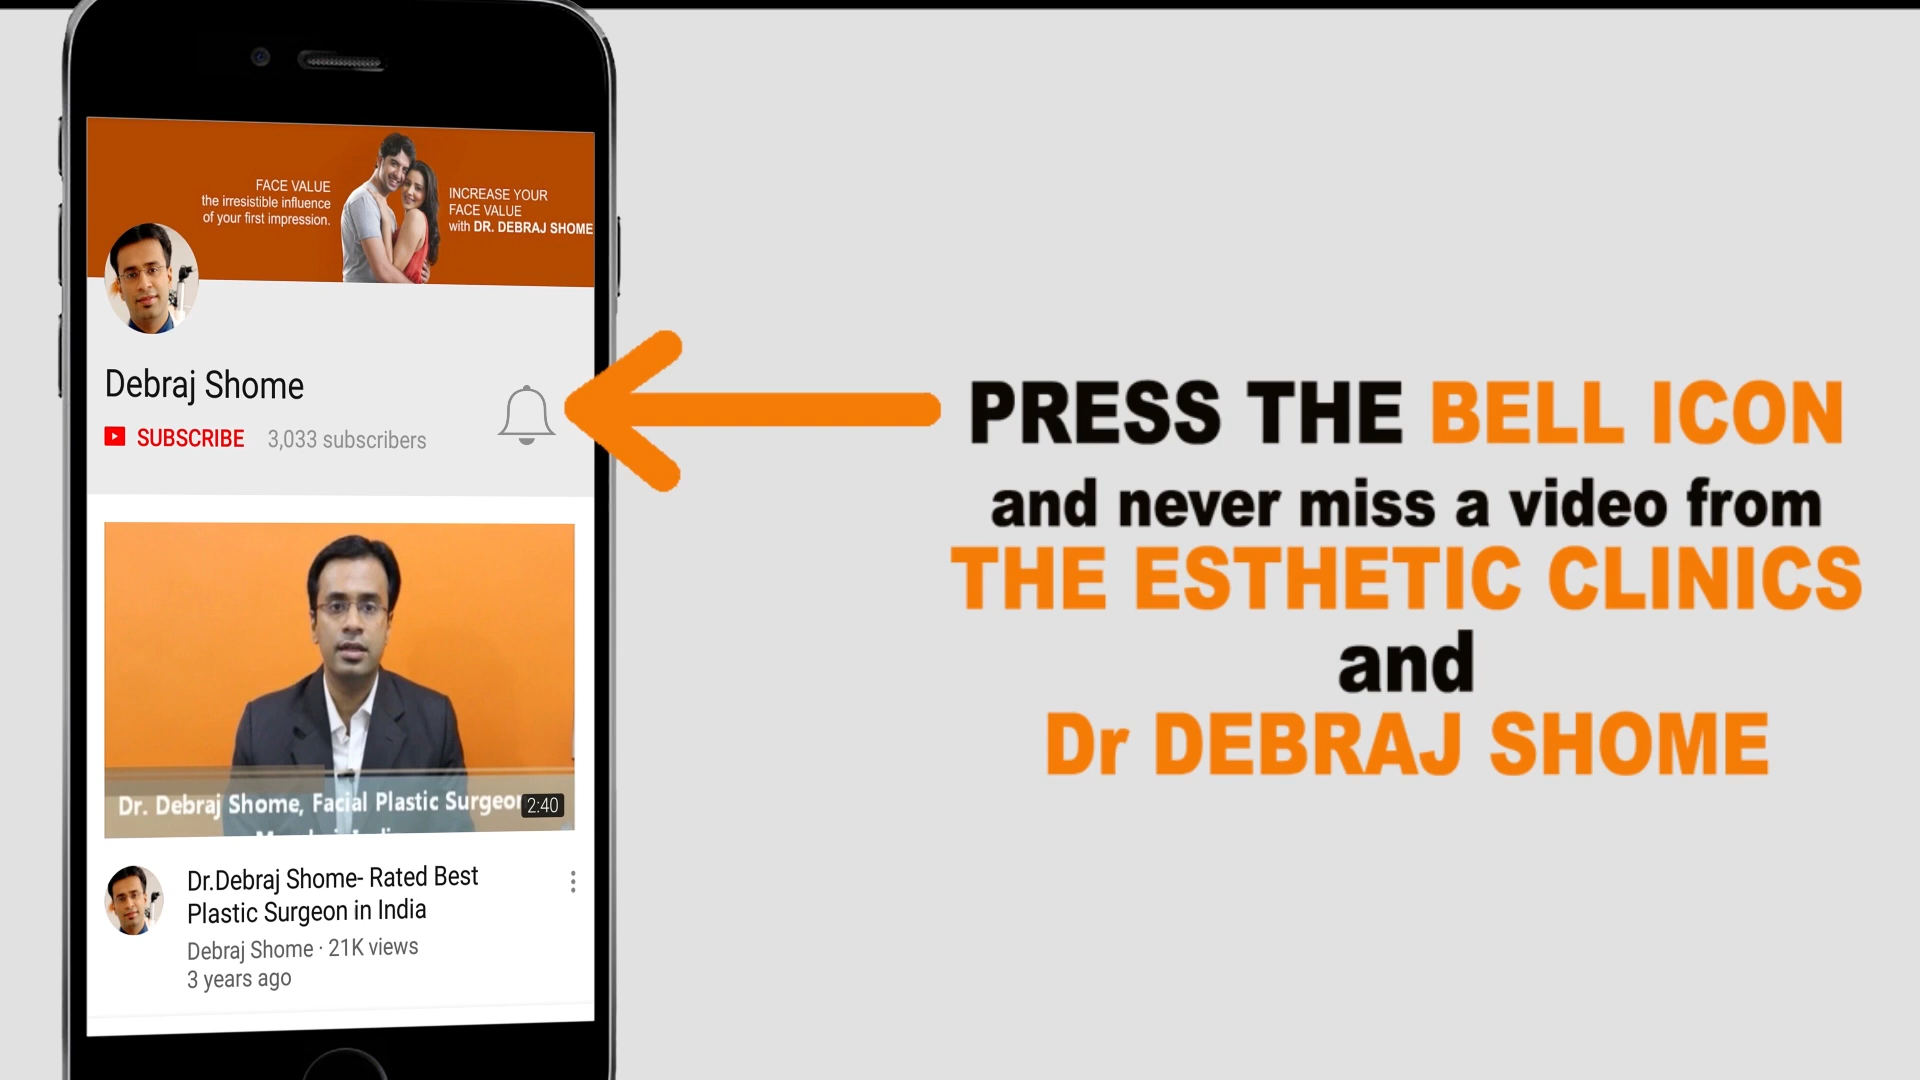 FACE VALUE
the irresistible influence
of your first impression.
INCREASE YOUR
FACE VALUE
with DR. DEBRAJ SHOME
Debraj Shome
SUBSCRIBE 3,033 subscribers
Dr. Debraj Shome, Facial Plastic Surgeon
2:40
Dr.Debraj Shome- Rated Best
Plastic Surgeon in India
Debraj Shome · 21K views
3 years ago
PRESS THE BELL ICON
and never miss a video from
THE ESTHETIC CLINICS
and
Dr DEBRAJ SHOME